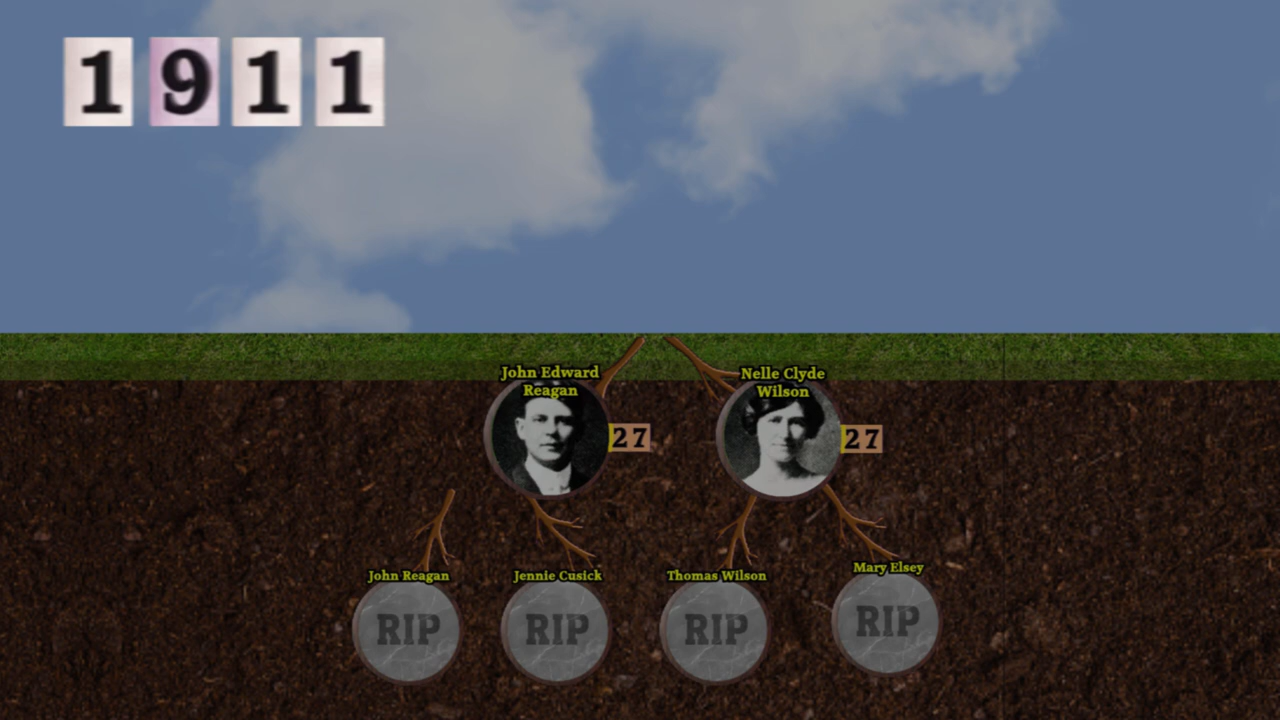 1911
John Edward
Reagan
Nelle Clyde
Wilson
27
27
John Reagan
Jennie Cusick
Thomas Wilson
Mary Elsey
RIP
RIP
RIP
RIP